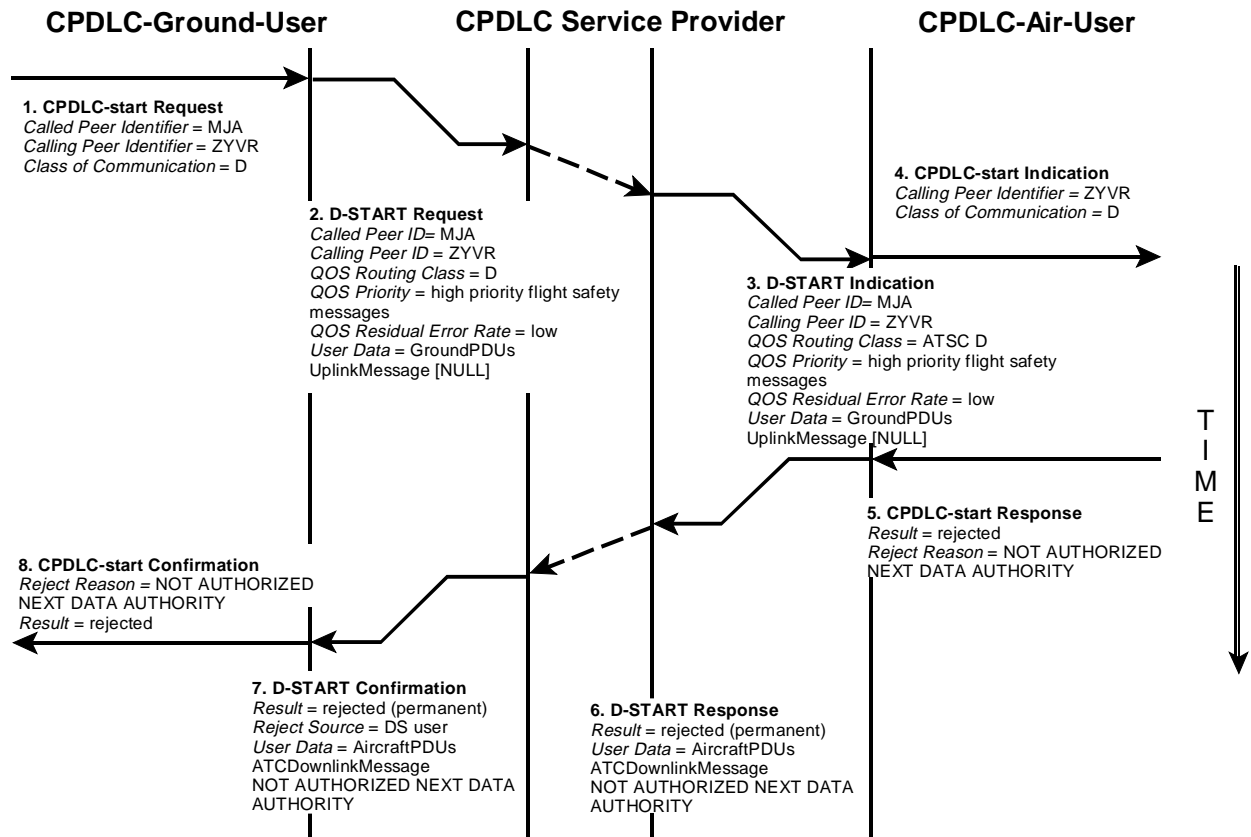 CPDLC-Ground-User
CPDLC Service Provider
CPDLC-Air-User
1. CPDLC-start Request
Called Peer Identifier = MJA
Calling Peer Identifier = ZYVR
Class of Communication = D
2. D-START Request
Called Peer ID= MJA
Calling Peer ID = ZYVR
QOS Routing Class = D
QOS Priority = high priority flight safety
messages
QOS Residual Error Rate = low
User Data = GroundPDUs
UplinkMessage [NULL]
4. CPDLC-start Indication
Calling Peer Identifier = ZYVR
Class of Communication = D
3. D-START Indication
Called Peer ID= MJA
Calling Peer ID = ZYVR
QOS Routing Class = ATSC D
QOS Priority = high priority flight safety
messages
QOS Residual Error Rate = low
User Data = GroundPDUs
UplinkMessage [NULL]
TIME
5. CPDLC-start Response
Result = rejected
Reject Reason = NOT AUTHORIZED
NEXT DATA AUTHORITY
8. CPDLC-start Confirmation
Reject Reason = NOT AUTHORIZED
NEXT DATA AUTHORITY
Result = rejected
7. D-START Confirmation
Result = rejected (permanent)
Reject Source = DS user
User Data = AircraftPDUs
ATCDownlinkMessage
NOT AUTHORIZED NEXT DATA
AUTHORITY
6. D-START Response
Result = rejected (permanent)
User Data = AircraftPDUs
ATCDownlinkMessage
NOT AUTHORIZED NEXT DATA
AUTHORITY